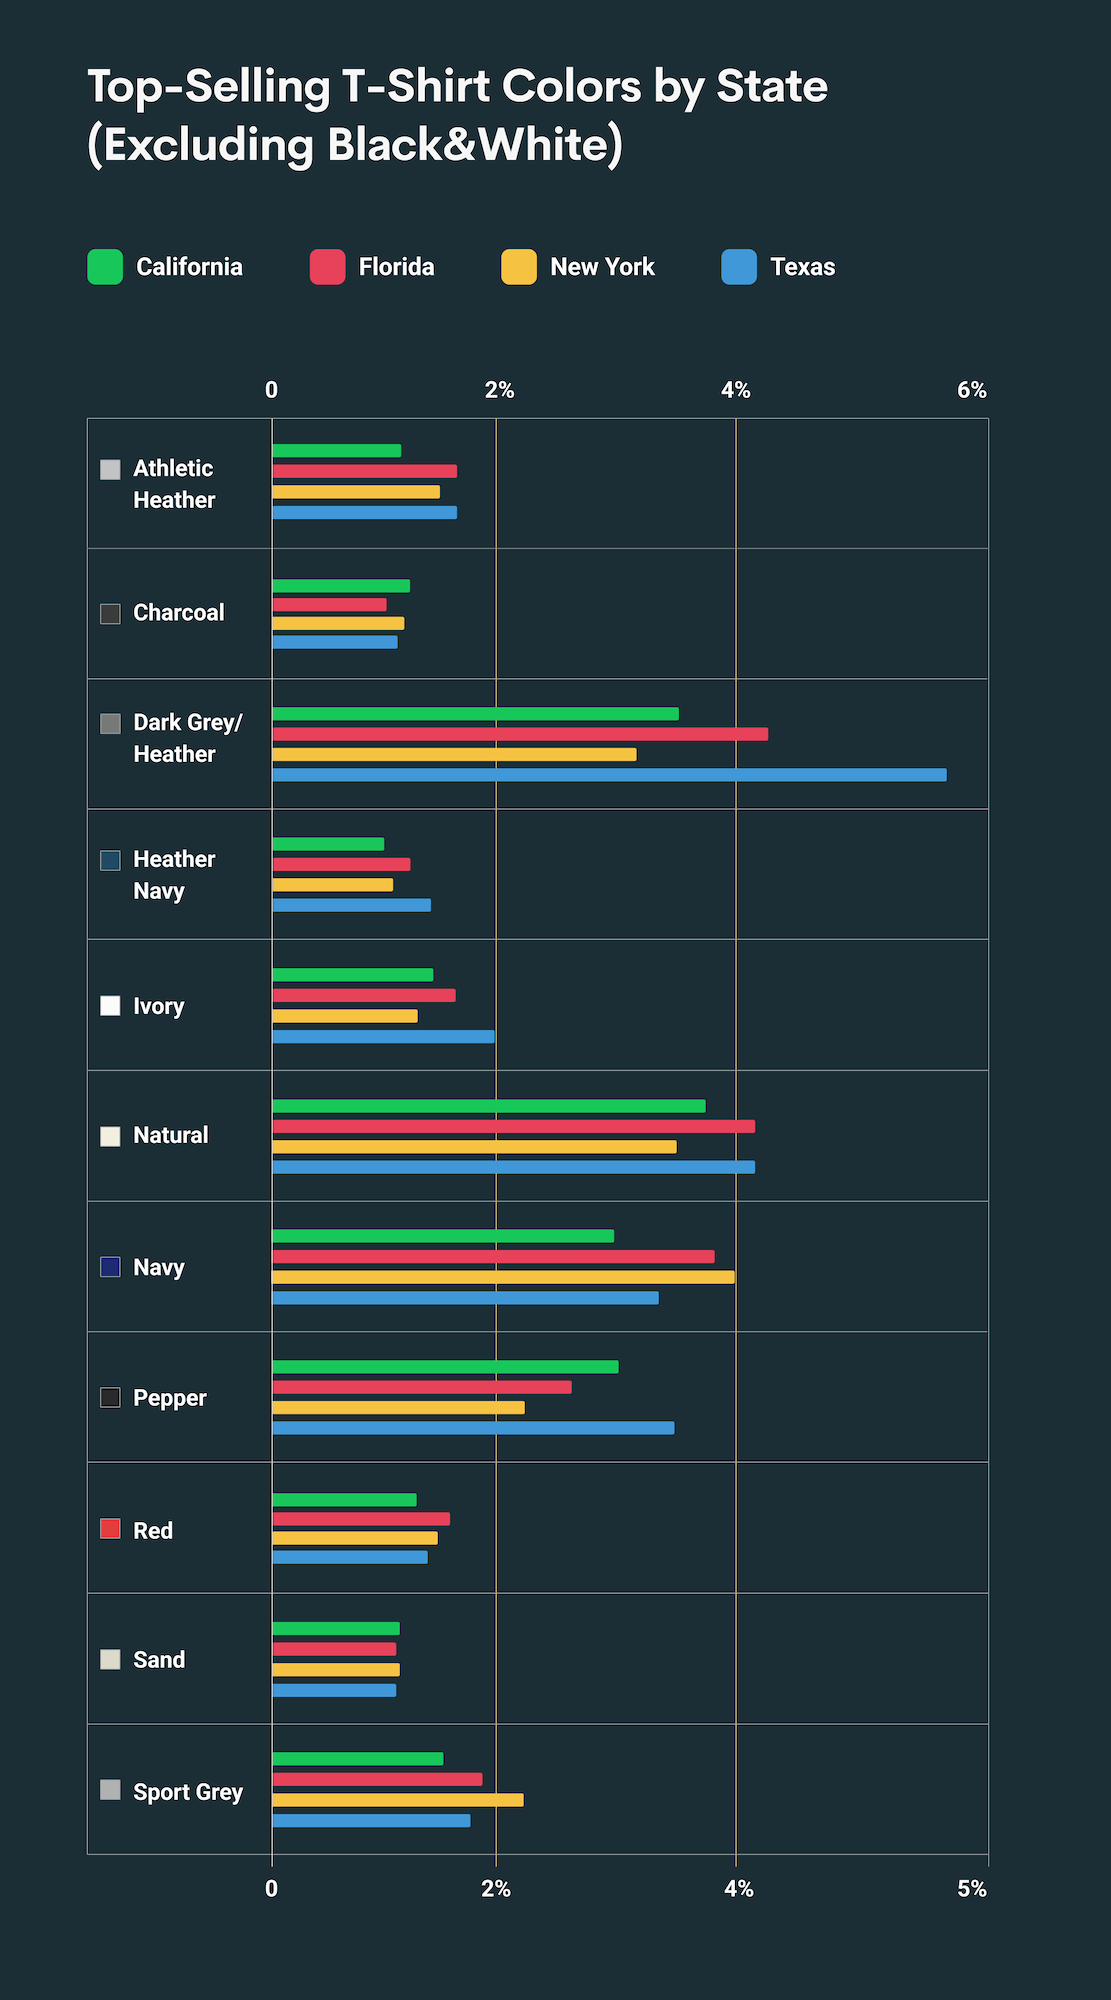 Top-Selling T-Shirt Colors by State
(Excluding Black&White)
California Florida New York Texas
0 2% 4% 6%
Athletic
Heather
Charcoal
Dark Grey/
Heather
Heather
Navy
Ivory
Natural
Navy
Pepper
Red
Sand
Sport Grey
0 2% 4% 5%